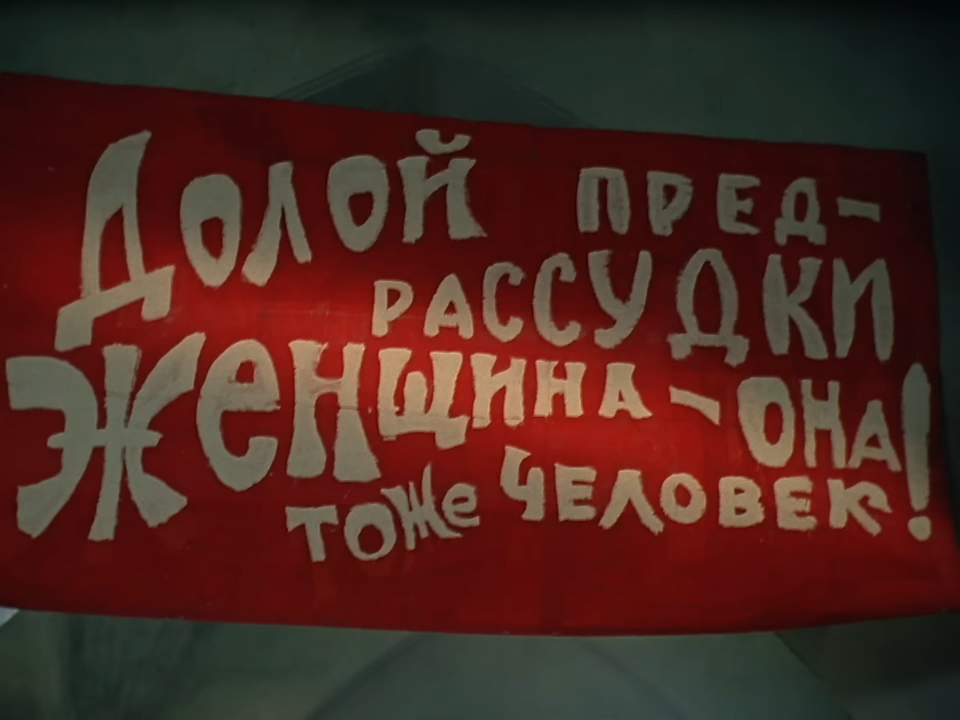 Долой ПРЕД-
РАССУДКИ
ЖЕНЩИНА - ОНА
ТОЖе ЧЕЛОВЕК!